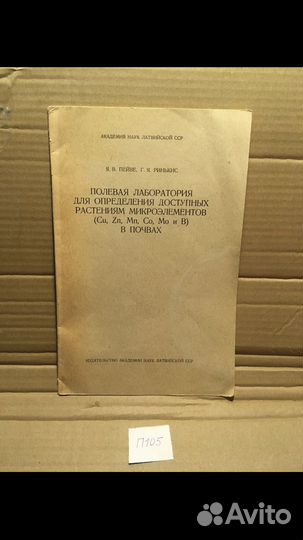 АКАДЕМИЯ НАУК ЛАТВИЙСКОЙ ССР
Я. В. ПЕЙВЕ, Г. Я. РИНЬКИС
ПОЛЕВАЯ ЛАБОРАТОРИЯ
ДЛЯ ОПРЕДЕЛЕНИЯ ДОСТУПНЫХ
РАСТЕНИЯМ МИКРОЭЛЕМЕНТОВ
(Cu, Zn, Mn, Co, Mo и B)
В ПОЧВАХ
ИЗДАТЕЛЬСТВО АКАДЕМИИ НАУК ЛАТВИЙСКОЙ ССР
П105
Avito